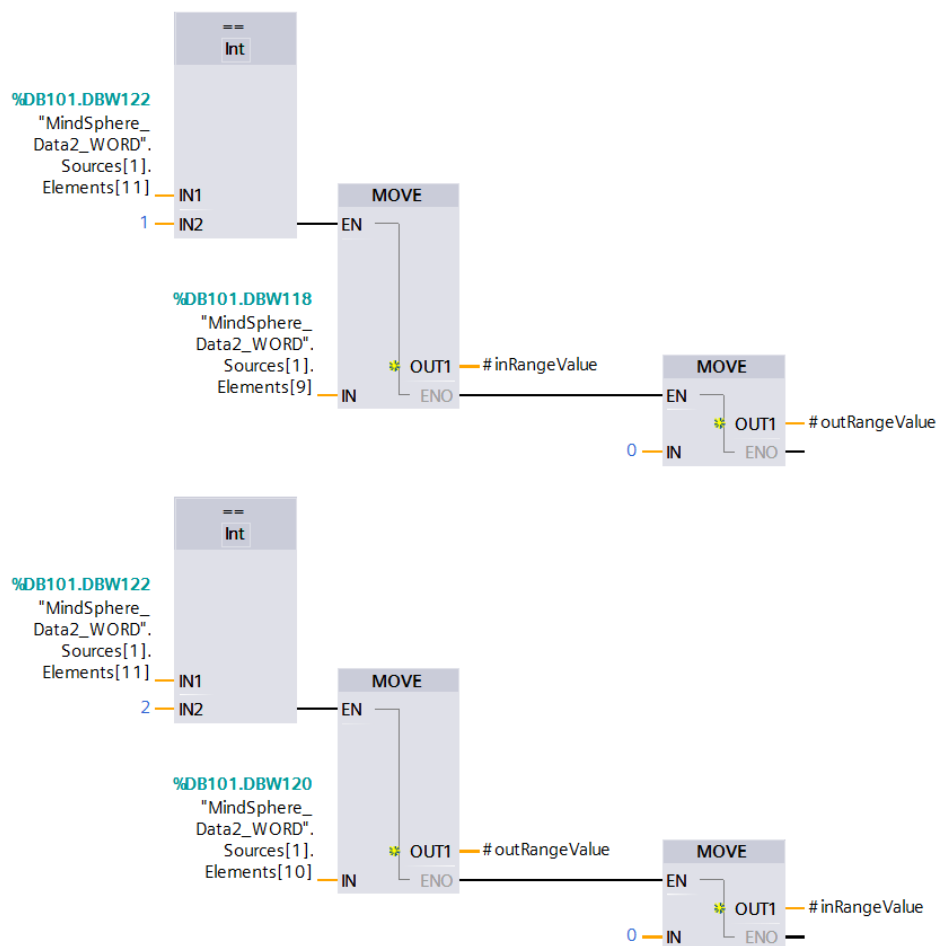 ==
Int
%DB101.DBW122
"MindSphere_
Data2_WORD".
Sources[1].
Elements[11]
IN1
MOVE
1
IN2
EN
%DB101.DBW118
"MindSphere_
Data2_WORD".
Sources[1].
Elements[9]
OUT1
#inRangeValue
MOVE
IN
ENO
EN
OUT1
#outRangeValue
0
IN
ENO
==
Int
%DB101.DBW122
"MindSphere_
Data2_WORD".
Sources[1].
Elements[11]
IN1
MOVE
2
IN2
EN
%DB101.DBW120
"MindSphere_
Data2_WORD".
Sources[1].
Elements[10]
OUT1
#outRangeValue
MOVE
IN
ENO
EN
OUT1
#inRangeValue
0
IN
ENO